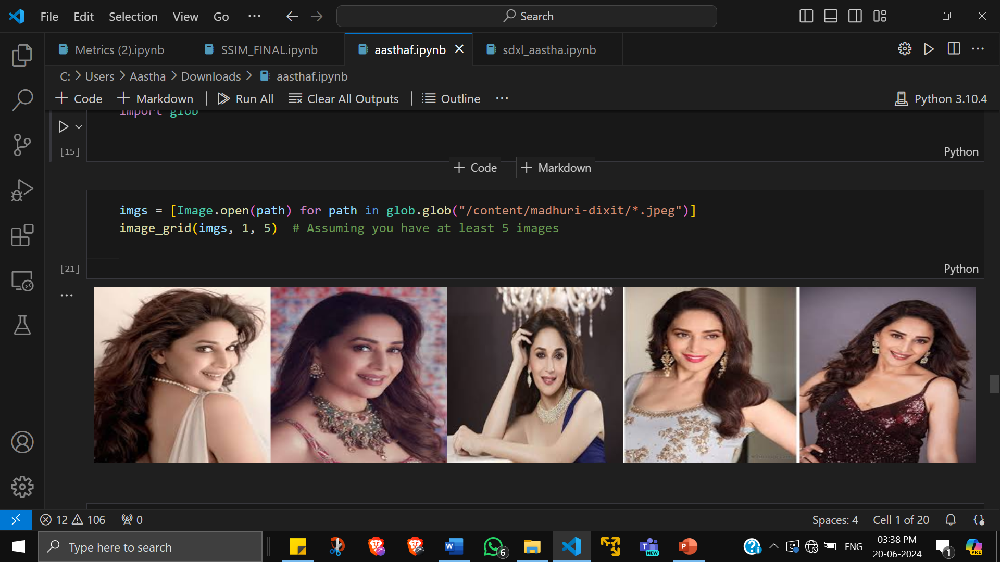 File Edit Selection View Go ··· Search
Metrics (2).ipynb SSIM_FINAL.ipynb aasthaf.ipynb sdxl_aastha.ipynb
C: > Users > Aastha > Downloads > aasthaf.ipynb
+ Code + Markdown | Run All Clear All Outputs | Outline ··· Python 3.10.4
import glob
[15] Python
+ Code + Markdown
imgs = [Image.open(path) for path in glob.glob("/content/madhuri-dixit/*.jpeg")]
image_grid(imgs, 1, 5)  # Assuming you have at least 5 images
[21] Python
12 106 0 Spaces: 4 Cell 1 of 20
Type here to search 6 NEW ENG 03:38 PM 1 PRE
20-06-2024